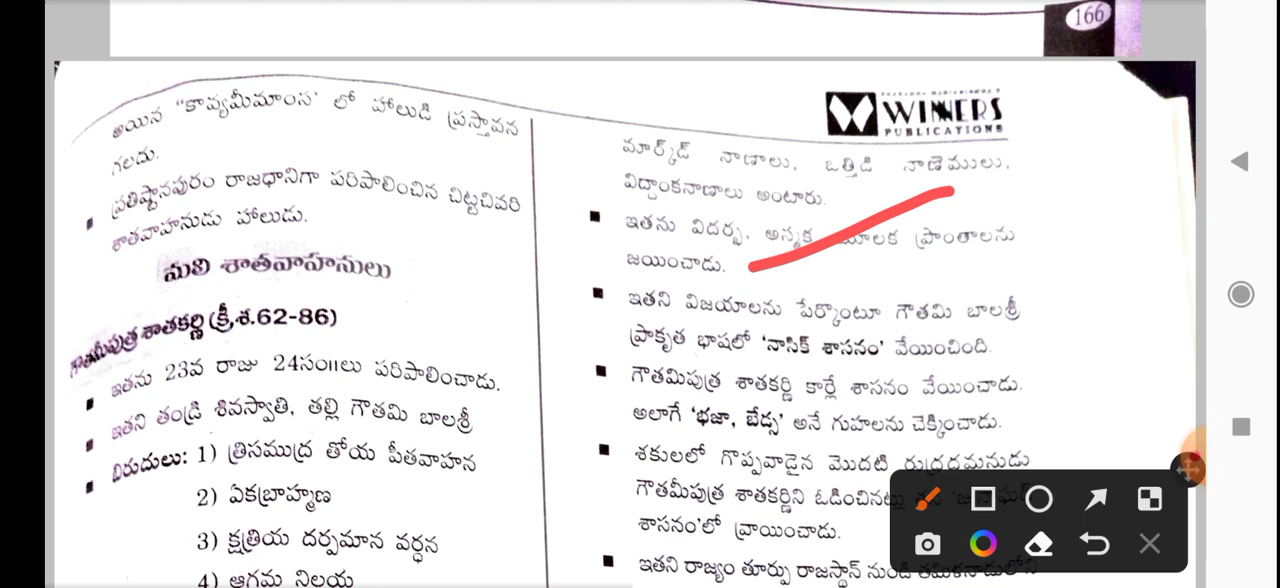 166
అయిన "కావ్యమీమాంస' లో హాలుడి ప్రస్తావన
గలదు.
ప్రతిష్టానపురం రాజధానిగా పరిపాలించిన చిట్టచివరి
శాతవాహనుడు హాలుడు.
మలి శాతవాహనులు
గౌతమీపుత్ర శాతకర్ణి (క్రీ.శ.62-86)
ఇతను 23వ రాజు 24సం॥లు పరిపాలించాడు.
ఇతని తండ్రి శివస్వాతి, తల్లి గౌతమి బాలశ్రీ
బిరుదులు: 1) త్రిసముద్ర తోయ పీతవాహన
2) ఏకబ్రాహ్మణ
3) క్షత్రియ దర్పమాన వర్ధన
4) ఆగమ నిలయ
WINNERS
PUBLICATIONS
మార్క్‌డ్ నాణాలు, ఒత్తిడి నాణెములు,
విద్దాంకనాణాలు అంటారు.
ఇతను విదర్భ, అస్మక ప్రాంతాలను
జయించాడు.
ఇతని విజయాలను పేర్కొంటూ గౌతమి బాలశ్రీ
ప్రాకృత భాషలో 'నాసిక్ శాసనం' వేయించింది.
గౌతమిపుత్ర శాతకర్ణి కార్లే శాసనం వేయించాడు.
అలాగే 'భజా, బేడ్స' అనే గుహలను చెక్కించాడు.
శకులలో గొప్పవాడైన మొదటి రుద్రదమనుడు
గౌతమీపుత్ర శాతకర్ణిని ఓడించినట్లు
శాసనం'లో వ్రాయించాడు.
ఇతని రాజ్యం తూర్పు రాజస్థాన్ నుండి